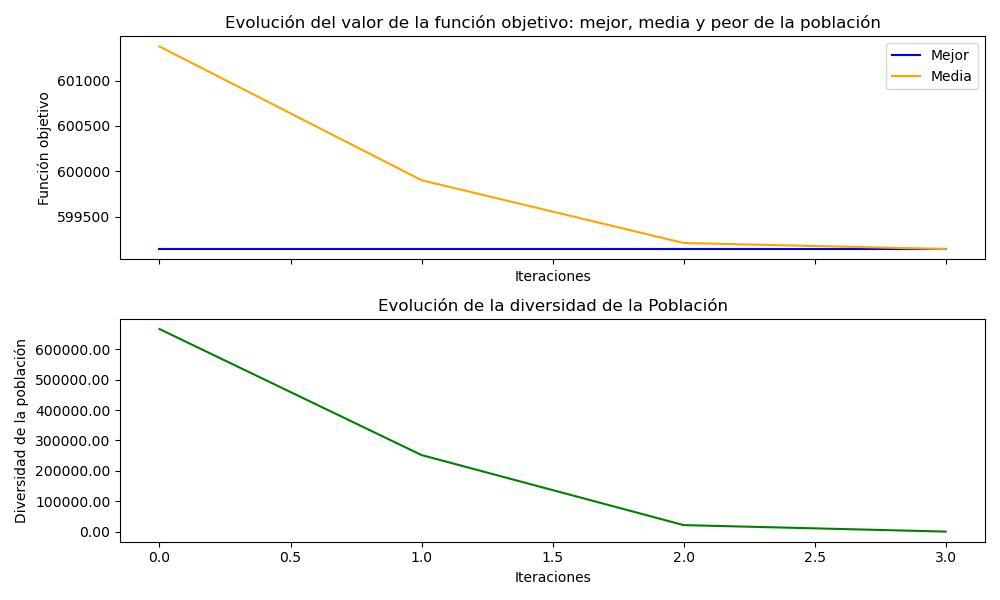 Evolución del valor de la función objetivo: mejor, media y peor de la población
Mejor
Media
601000
600500
600000
599500
Función objetivo
Iteraciones
Evolución de la diversidad de la Población
600000.00
500000.00
400000.00
300000.00
200000.00
100000.00
0.00
Diversidad de la población
0.0 0.5 1.0 1.5 2.0 2.5 3.0
Iteraciones